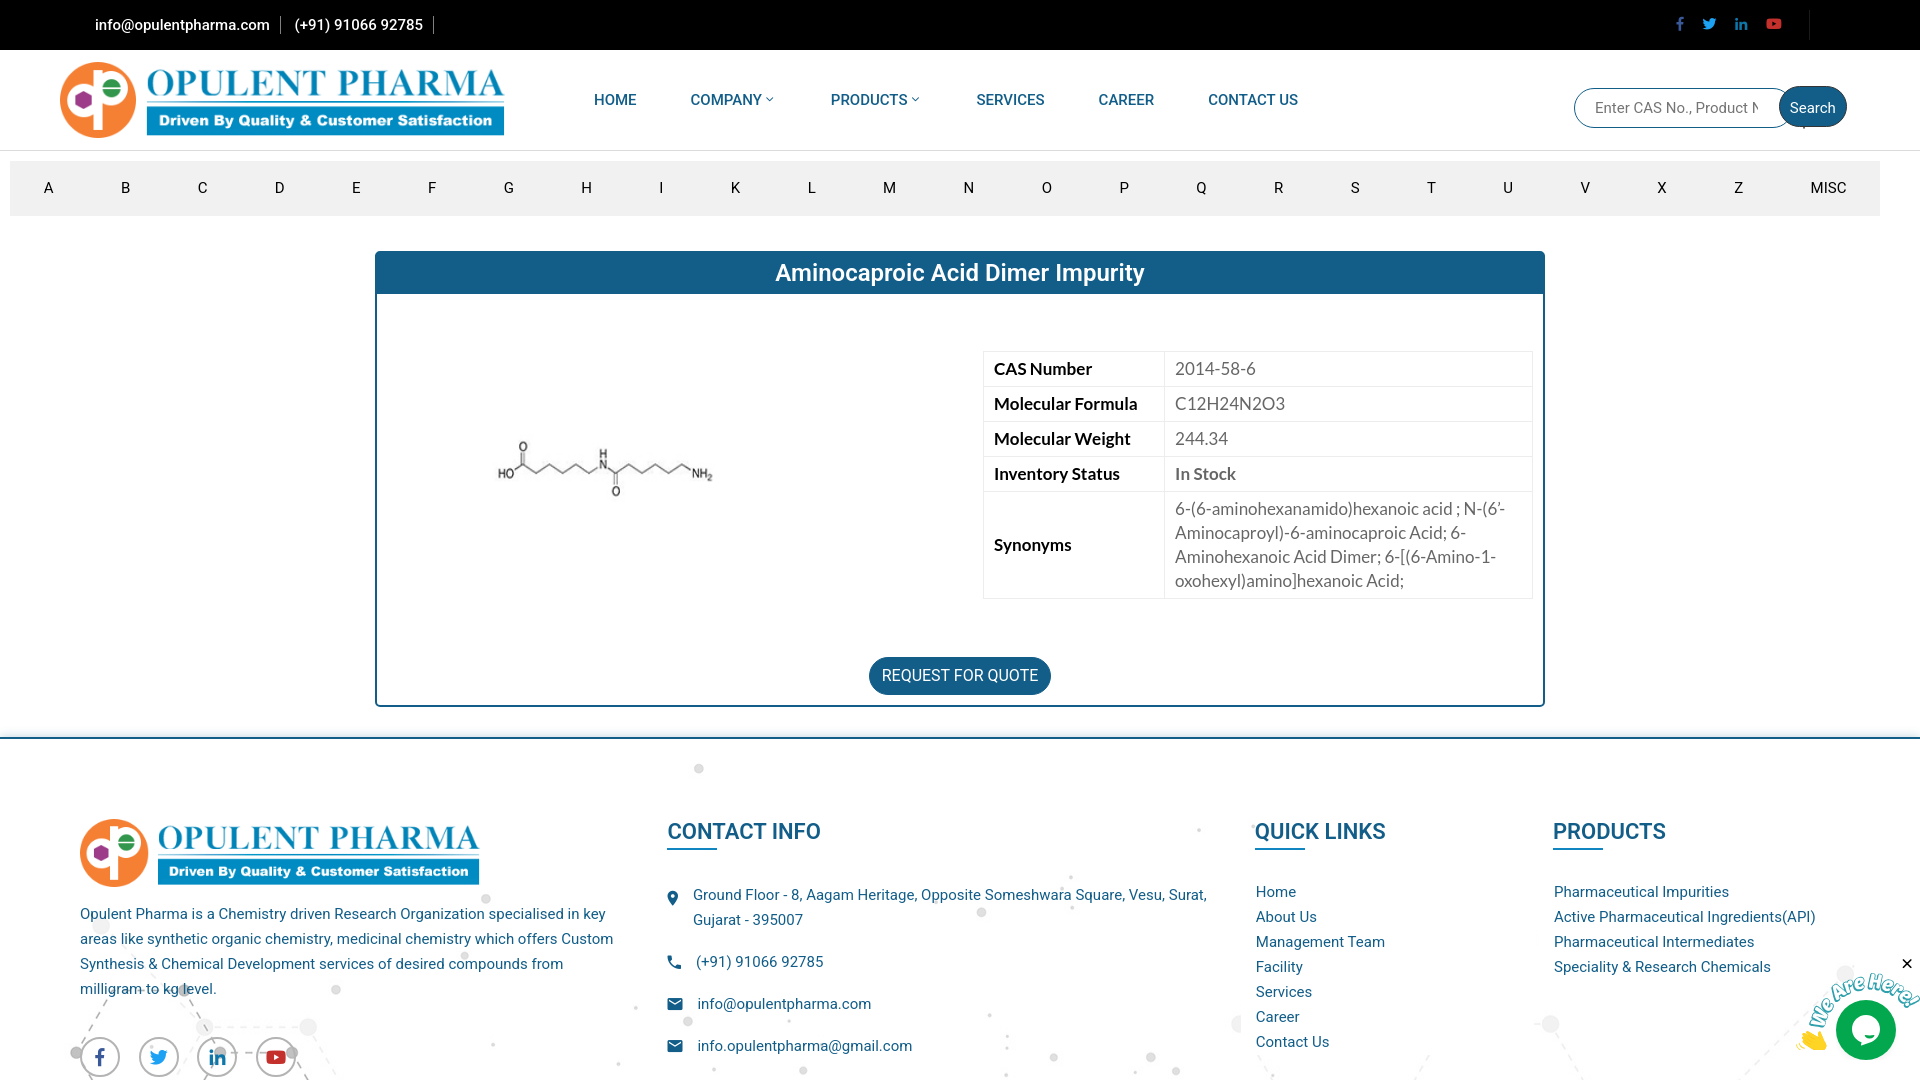 info@opulentpharma.com
(+91) 91066 92785
OPULENT PHARMA
Driven By Quality & Customer Satisfaction
HOME
COMPANY
PRODUCTS
SERVICES
CAREER
CONTACT US
Enter CAS No., Product N
Search
A B C D E F G H I K L M N O P Q R S T U V X Z MISC
Aminocaproic Acid Dimer Impurity
O
HO
H
N
O
NH2
CAS Number 2014-58-6
Molecular Formula C12H24N2O3
Molecular Weight 244.34
Inventory Status In Stock
Synonyms
6-(6-aminohexanamido)hexanoic acid ; N-(6’-
Aminocaproyl)-6-aminocaproic Acid; 6-
Aminohexanoic Acid Dimer; 6-[(6-Amino-1-
oxohexyl)amino]hexanoic Acid;
REQUEST FOR QUOTE
OPULENT PHARMA
Driven By Quality & Customer Satisfaction
Opulent Pharma is a Chemistry driven Research Organization specialised in key
areas like synthetic organic chemistry, medicinal chemistry which offers Custom
Synthesis & Chemical Development services of desired compounds from
milligram to kg level.
CONTACT INFO
Ground Floor - 8, Aagam Heritage, Opposite Someshwara Square, Vesu, Surat,
Gujarat - 395007
(+91) 91066 92785
info@opulentpharma.com
info.opulentpharma@gmail.com
QUICK LINKS
Home
About Us
Management Team
Facility
Services
Career
Contact Us
PRODUCTS
Pharmaceutical Impurities
Active Pharmaceutical Ingredients(API)
Pharmaceutical Intermediates
Speciality & Research Chemicals
We Are Here!